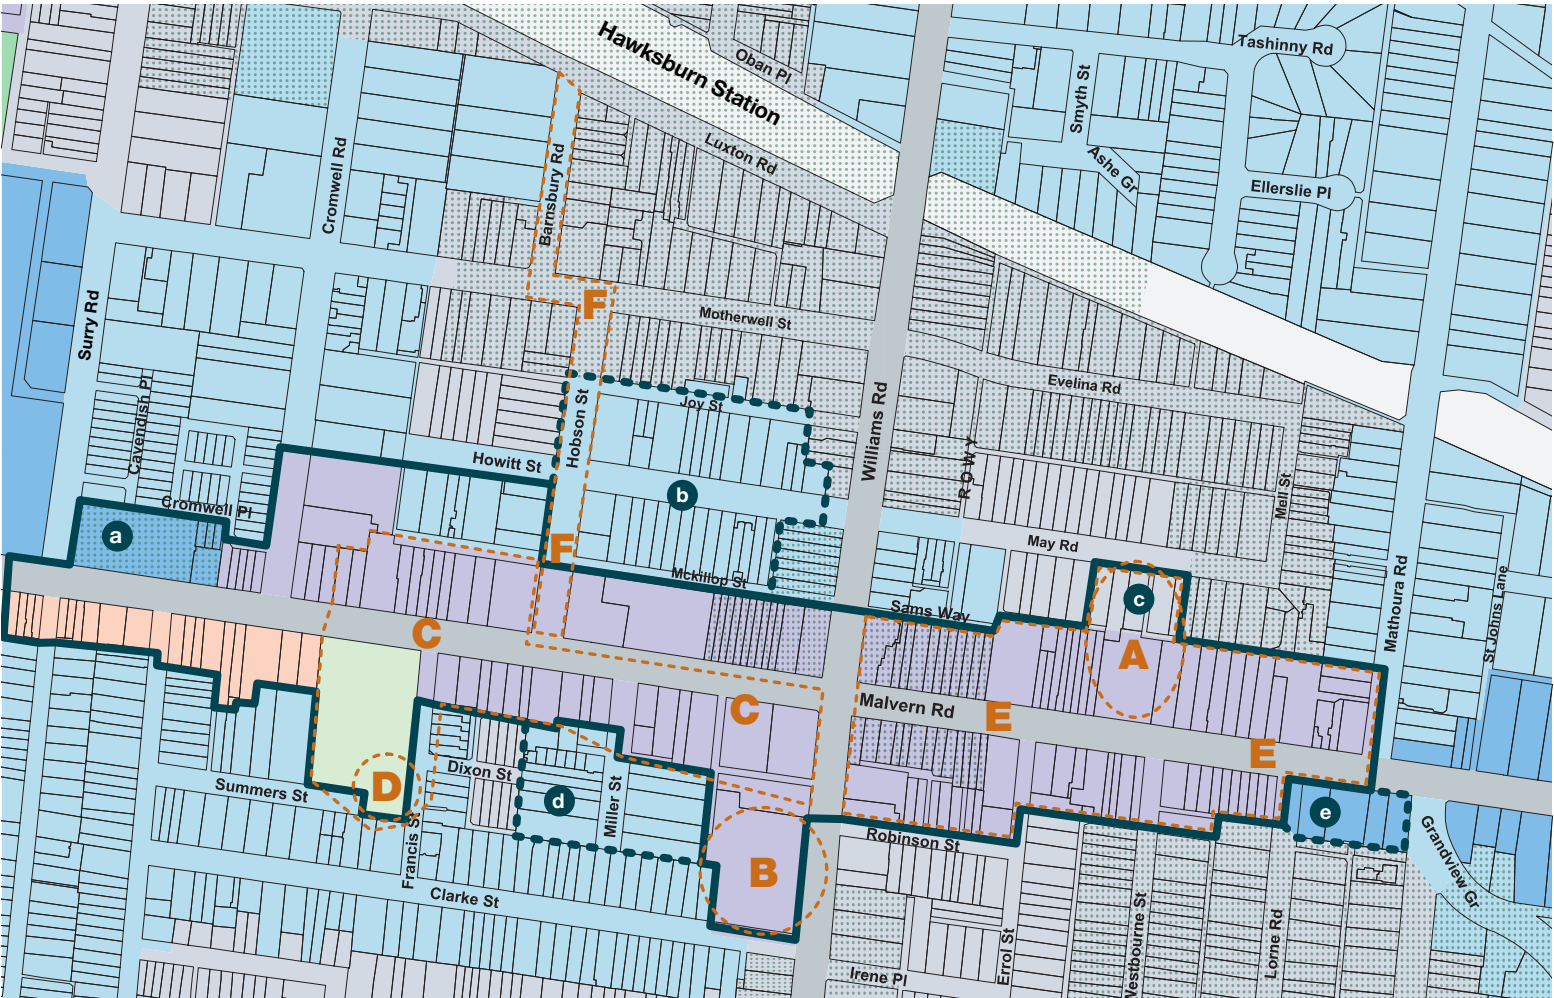 Hawksburn Station
Oban Pl
Tashinny Rd
Smyth St
Ashe Gr
Ellerslie Pl
Luxton Rd
Cromwell Rd
Barnsbury Rd
F
Motherwell St
Surry Rd
Evelina Rd
Williams Rd
Joy St
Hobson St
Cavendish Pl
R O W Y
Howitt St
Mell St
Cromwell Pl
a
b
F
May Rd
Mckillop St
Sams Way
c
Mathoura Rd
St Johns Lane
C
A
C
Malvern Rd
E
E
Dixon St
D
Summers St
d
Miller St
e
Francis St
Robinson St
Grandview Gr
B
Clarke St
Westbourne St
Lorne Rd
Errol St
Irene Pl